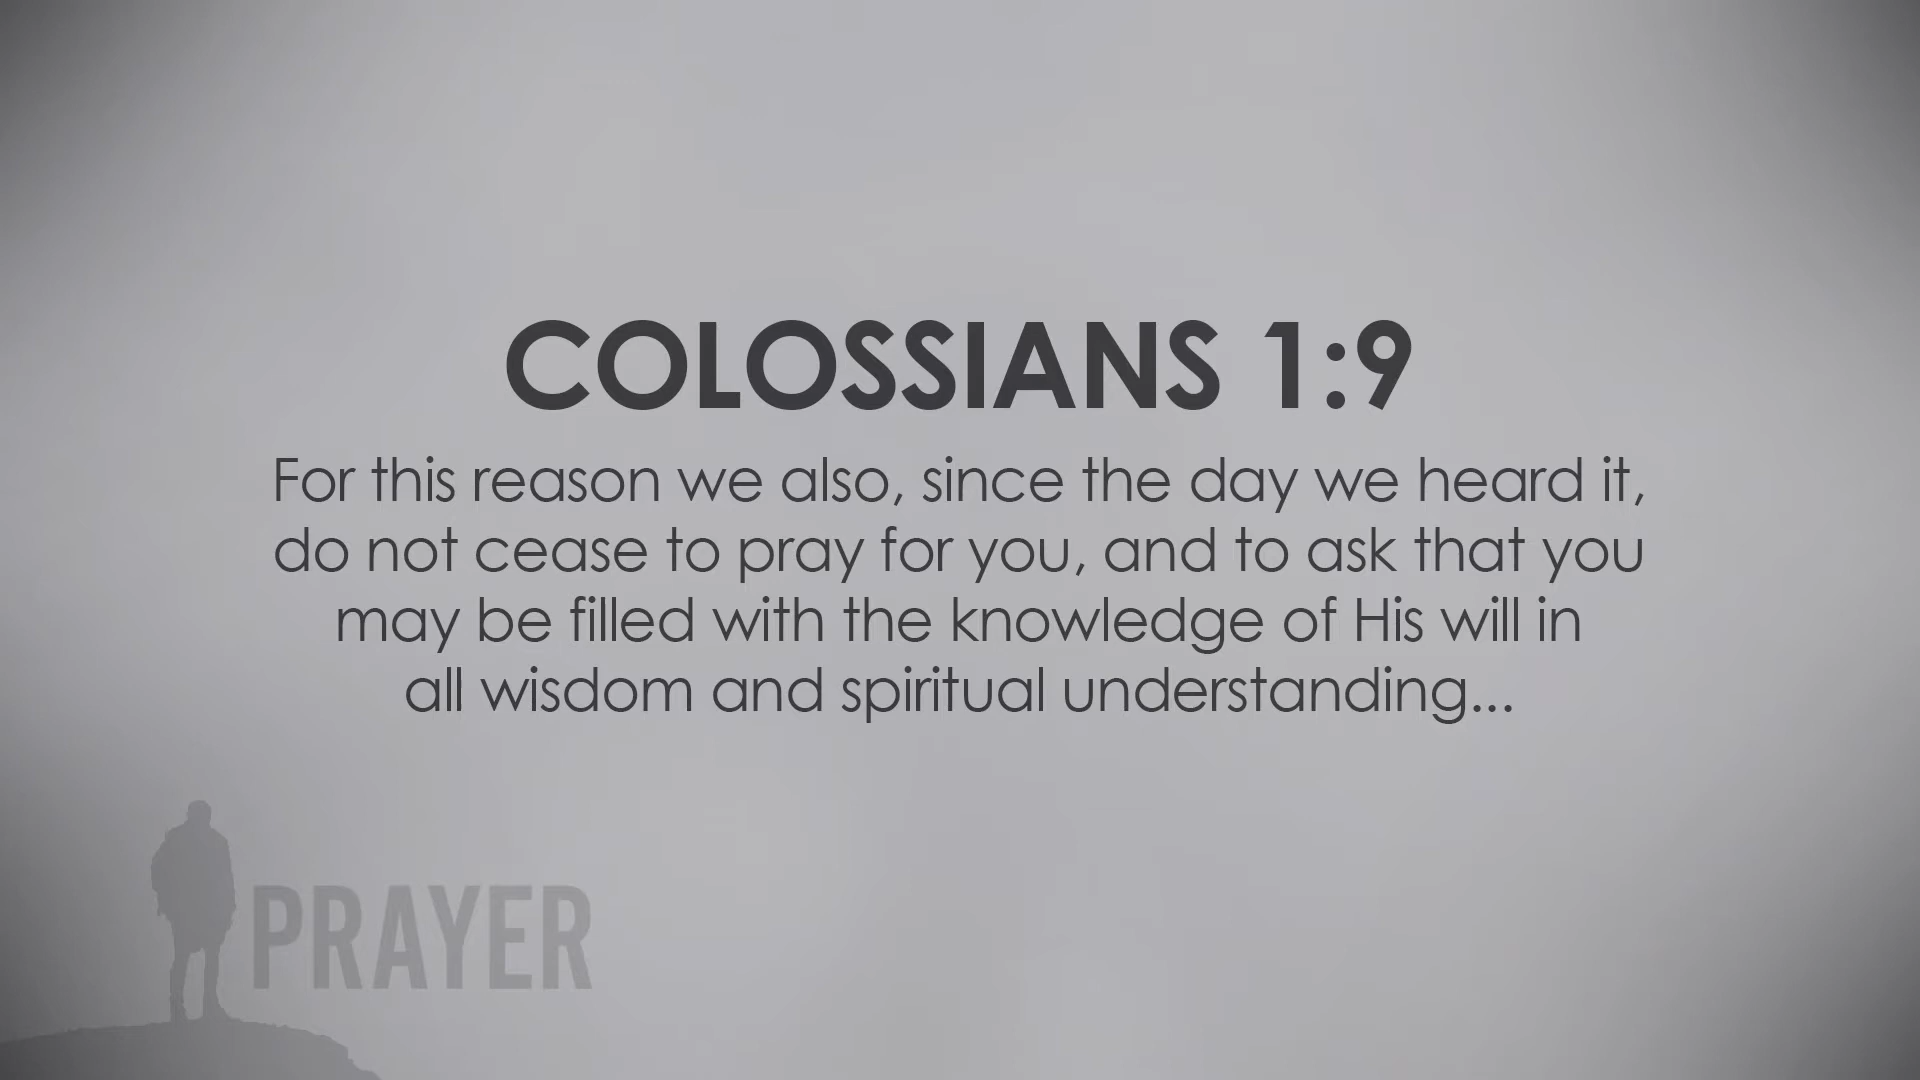 COLOSSIANS 1:9
For this reason we also, since the day we heard it,
do not cease to pray for you, and to ask that you
may be filled with the knowledge of His will in
all wisdom and spiritual understanding...
PRAYER